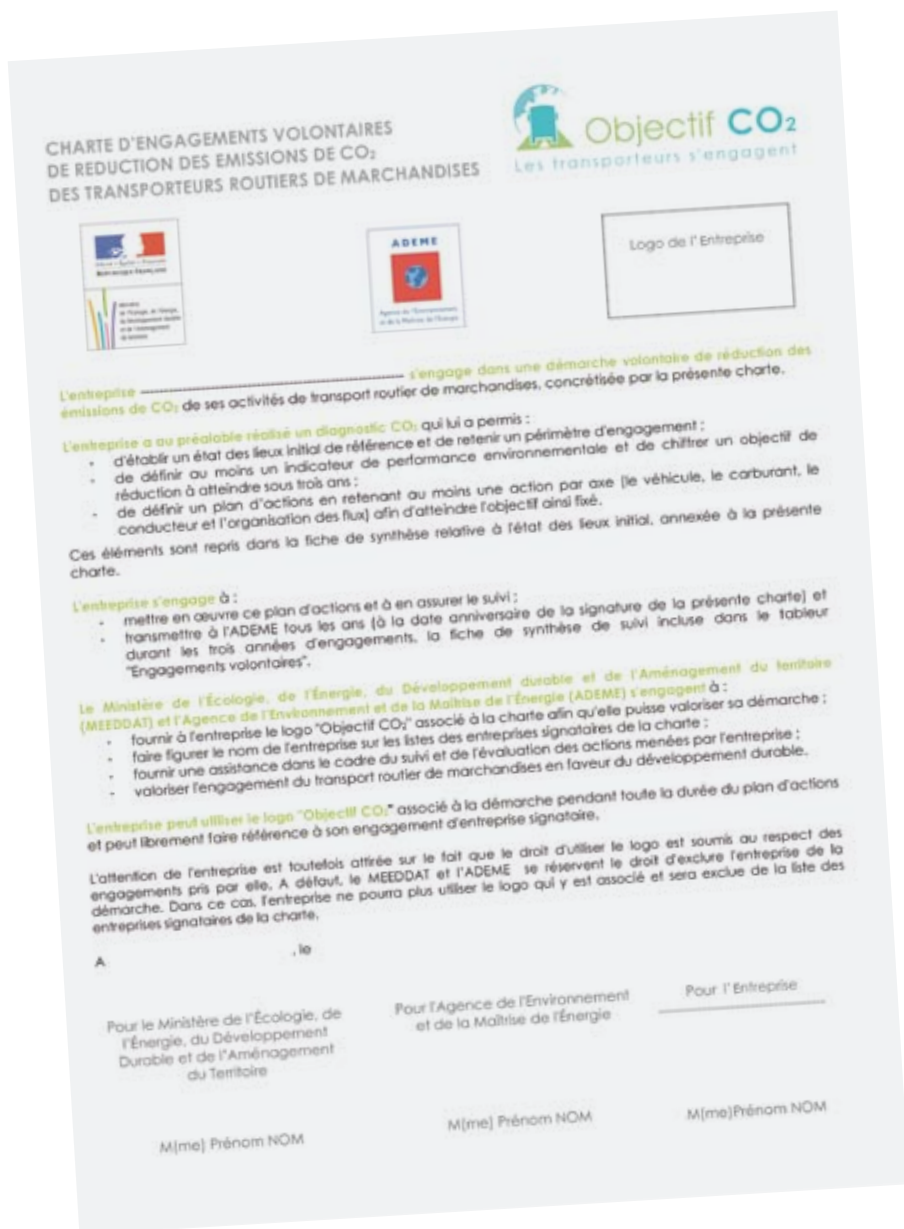 CHARTE D'ENGAGEMENTS VOLONTAIRES
DE REDUCTION DES EMISSIONS DE CO₂
DES TRANSPORTEURS ROUTIERS DE MARCHANDISES
Objectif CO₂
Les transporteurs s'engagent
RÉPUBLIQUE FRANÇAISE
ADEME
Agence de l'Environnement
et de la Maîtrise de l'Energie
Logo de l'Entreprise
L'entreprise s'engage dans une démarche volontaire de réduction des
émissions de CO₂ de ses activités de transport routier de marchandises, concrétisée par la présente charte.
L'entreprise a au préalable réalisé un diagnostic CO₂ qui lui a permis :
- d'établir un état des lieux initial de référence et de retenir un périmètre d'engagement ;
- de définir au moins un indicateur de performance environnementale et de chiffrer un objectif de
réduction à atteindre sous trois ans ;
- de définir un plan d'actions en retenant au moins une action par axe (le véhicule, le carburant, le
conducteur et l'organisation des flux) afin d'atteindre l'objectif ainsi fixé.
Ces éléments sont repris dans la fiche de synthèse relative à l'état des lieux initial, annexée à la présente
charte.
L'entreprise s'engage à :
- mettre en œuvre ce plan d'actions et à en assurer le suivi ;
- transmettre à l'ADEME tous les ans (à la date anniversaire de la signature de la présente charte) et
durant les trois années d'engagements, la fiche de synthèse de suivi incluse dans le tableur
"Engagements volontaires".
Le Ministère de l'Écologie, de l'Énergie, du Développement durable et de l'Aménagement du territoire
(MEEDDAT) et l'Agence de l'Environnement et de la Maîtrise de l'Énergie (ADEME) s'engagent à :
- fournir à l'entreprise le logo "Objectif CO₂" associé à la charte afin qu'elle puisse valoriser sa démarche ;
- faire figurer le nom de l'entreprise sur les listes des entreprises signataires de la charte ;
- fournir une assistance dans le cadre du suivi et de l'évaluation des actions menées par l'entreprise ;
- valoriser l'engagement du transport routier de marchandises en faveur du développement durable.
L'entreprise peut utiliser le logo "Objectif CO₂" associé à la démarche pendant toute la durée du plan d'actions
et peut librement faire référence à son engagement d'entreprise signataire.
L'attention de l'entreprise est toutefois attirée sur le fait que le droit d'utiliser le logo est soumis au respect des
engagements pris par elle. A défaut, le MEEDDAT et l'ADEME se réservent le droit d'exclure l'entreprise de la
démarche. Dans ce cas, l'entreprise ne pourra plus utiliser le logo qui y est associé et sera exclue de la liste des
entreprises signataires de la charte.
A , le
Pour le Ministère de l'Écologie, de
l'Énergie, du Développement
Durable et de l'Aménagement
du Territoire
Pour l'Agence de l'Environnement
et de la Maîtrise de l'Énergie
Pour l'Entreprise
M(me) Prénom NOM
M(me) Prénom NOM
M(me)Prénom NOM